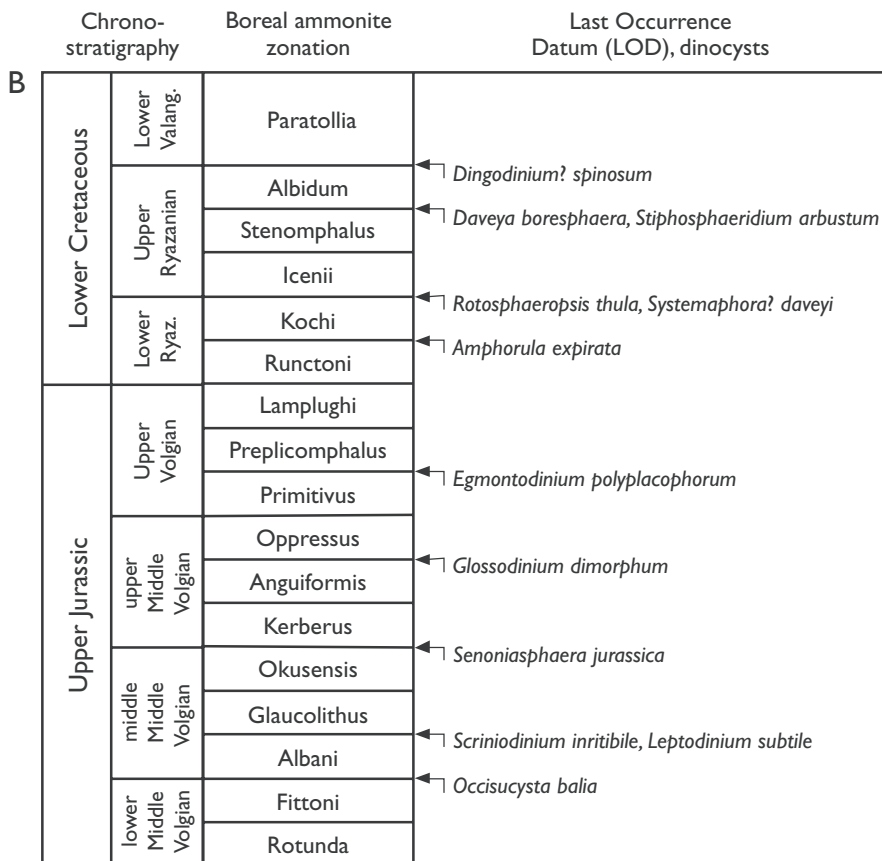 Chrono-
stratigraphy
Boreal ammonite
zonation
Last Occurrence
Datum (LOD), dinocysts
B
Lower Cretaceous
Lower
Valang.
Paratollia
Dingodinium? spinosum
Upper
Ryazanian
Albidum
Daveya boresphaera, Stiphosphaeridium arbustum
Stenomphalus
Icenii
Rotosphaeropsis thula, Systemaphora? daveyi
Lower
Ryaz.
Kochi
Amphorula expirata
Runctoni
Upper Jurassic
Upper
Volgian
Lamplughi
Preplicomphalus
Egmontodinium polyplacophorum
Primitivus
upper
Middle
Volgian
Oppressus
Glossodinium dimorphum
Anguiformis
Kerberus
Senoniasphaera jurassica
middle
Middle
Volgian
Okusensis
Glaucolithus
Scriniodinium inritibile, Leptodinium subtile
Albani
Occisucysta balia
lower
Middle
Volgian
Fittoni
Rotunda